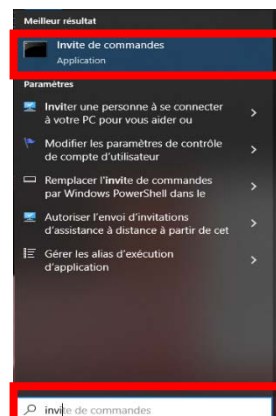 Meilleur résultat
Invite de commandes
Application
Paramètres
Inviter une personne à se connecter
à votre PC pour vous aider ou
Modifier les paramètres de contrôle
de compte d'utilisateur
Remplacer l'invite de commandes
par Windows PowerShell dans le
Autoriser l'envoi d'invitations
d'assistance à distance à partir de cet
Gérer les alias d'exécution
d'application
invite de commandes